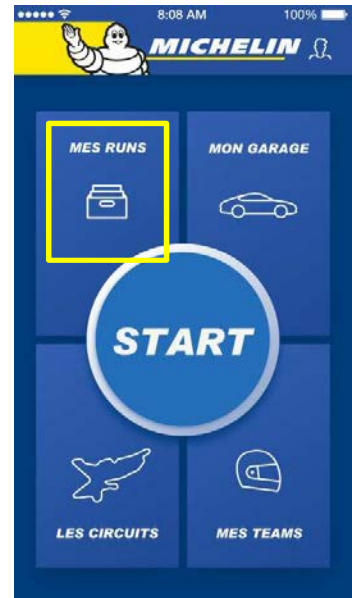 8:08 AM 100%
MICHELIN
MES RUNS MON GARAGE
START
LES CIRCUITS MES TEAMS